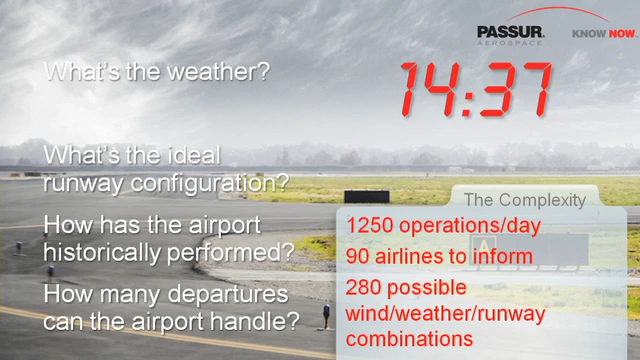 PASSUR®
AEROSPACE
KNOW NOW
What's the weather?
14:37
What's the ideal
runway configuration?
The Complexity
How has the airport
historically performed?
1250 operations/day
A
90 airlines to inform
How many departures
can the airport handle?
280 possible
wind/weather/runway
combinations